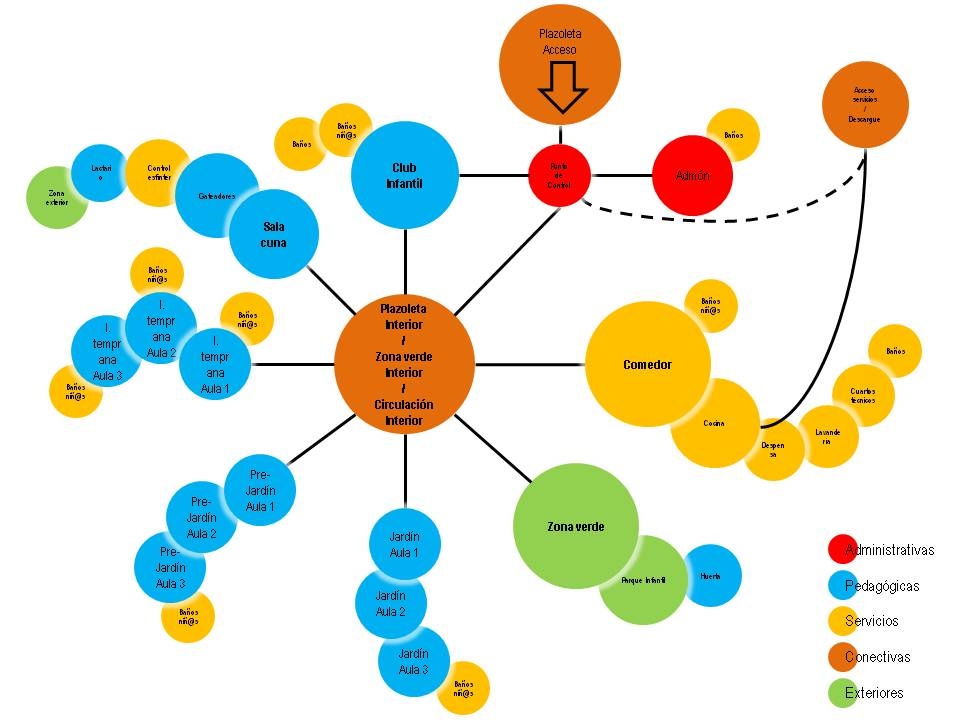 Plazoleta
Acceso
Acceso
servicios
/
Descargue
Baños
niñ@s
Baños
Baños
Club
Infantil
Punto
de
Control
Admón
Lactari
o
Control
esfinter
Zona
exterior
Gateadores
Sala
cuna
Baños
niñ@s
Baños
niñ@s
I.
tempr
ana
Aula 3
I.
tempr
ana
Aula 2
I.
tempr
ana
Aula 1
Baños
niñ@s
Plazoleta
Interior
/
Zona verde
Interior
/
Circulación
Interior
Baños
niñ@s
Comedor
Cocina
Despen
sa
Lavande
ría
Cuartos
técnicos
Baños
Pre-
Jardín
Aula 1
Pre-
Jardín
Aula 2
Pre-
Jardín
Aula 3
Baños
niñ@s
Jardín
Aula 1
Jardín
Aula 2
Jardín
Aula 3
Baños
niñ@s
Zona verde
Parque Infantil
Huerta
Administrativas
Pedagógicas
Servicios
Conectivas
Exteriores